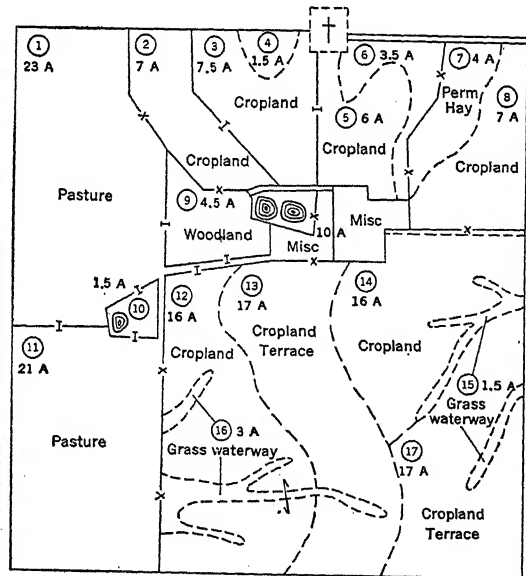 1
23 A
2
7 A
3
7.5 A
4
1.5 A
Cropland
6 3.5 A
5 6 A
Cropland
7 4 A
Perm
Hay
8
7 A
Cropland
Cropland
Pasture
9 4.5 A
Woodland
Misc
10 A
Misc
1.5 A
10
12
16 A
Cropland
13
17 A
Cropland
Terrace
14
16 A
Cropland
11
21 A
Pasture
15 1.5 A
Grass
waterway
16 3 A
Grass waterway
17
17 A
Cropland
Terrace